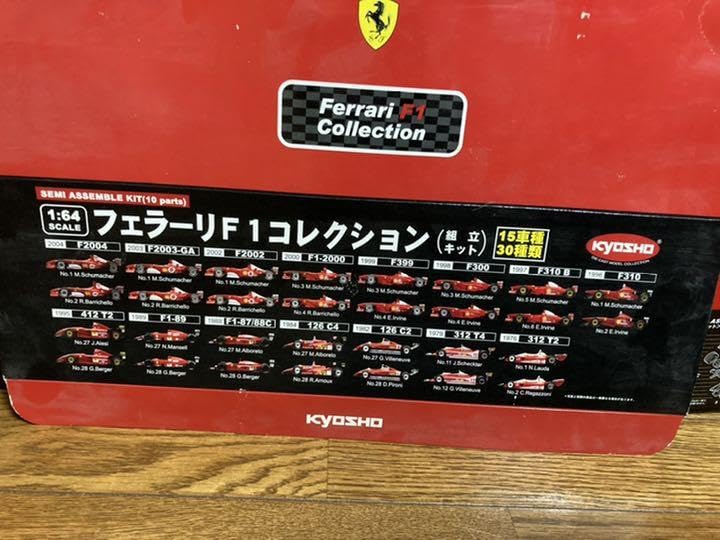 SF
Ferrari F1
Collection
SEMI ASSEMBLE KIT(10 parts)
1:64
SCALE
フェラーリF1コレクション
(組立
キット)
15車種
30種類
KYOSHO
DIE-CAST MODEL COLLECTION
2004 F2004
No.1 M.Schumacher
No.2 R.Barrichello
2003 F2003-GA
No.1 M.Schumacher
No.2 R.Barrichello
2002 F2002
No.1 M.Schumacher
No.2 R.Barrichello
2000 F1-2000
No.3 M.Schumacher
No.4 R.Barrichello
1999 F399
No.3 M.Schumacher
No.4 E.Irvine
1998 F300
No.3 M.Schumacher
No.4 E.Irvine
1997 F310 B
No.5 M.Schumacher
No.6 E.Irvine
1996 F310
No.1 M.Schumacher
No.2 E.Irvine
1995 412 T2
No.27 J.Alesi
No.28 G.Berger
1989 F1-89
No.27 N.Mansell
No.28 G.Berger
1988 F1-87/88C
No.27 M.Alboreto
No.28 G.Berger
1984 126 C4
No.27 M.Alboreto
No.28 R.Arnoux
1982 126 C2
No.27 G.Villeneuve
No.28 D.Pironi
1979 312 T4
No.11 J.Scheckter
No.12 G.Villeneuve
1976 312 T2
No.1 N.Lauda
No.2 C.Regazzoni
KYOSHO